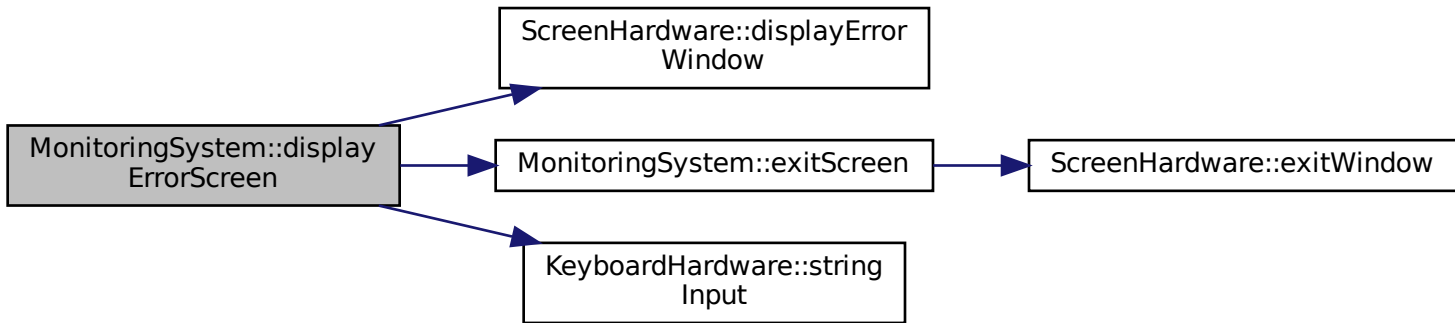 ScreenHardware::displayError
Window
MonitoringSystem::display
ErrorScreen
MonitoringSystem::exitScreen
ScreenHardware::exitWindow
KeyboardHardware::string
Input